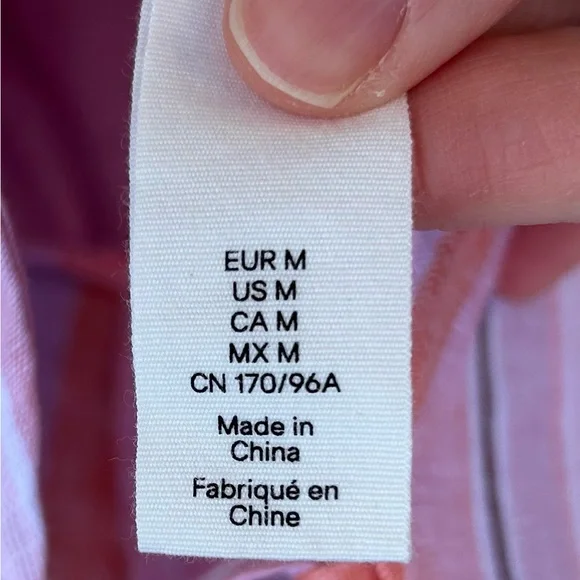 EUR M
US M
CA M
MX M
CN 170/96A
Made in
China
Fabriqué en
Chine